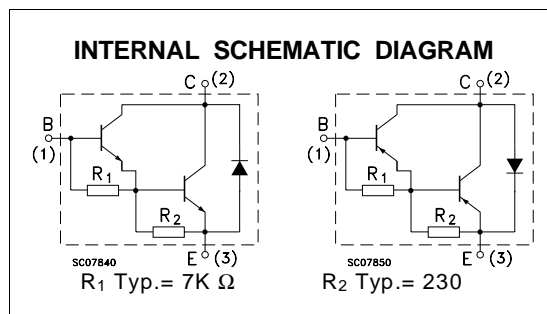 INTERNAL SCHEMATIC DIAGRAM
C (2)
C (2)
B
(1)
B
(1)
R1
R1
R2
R2
SC07840
E (3)
SC07850
E (3)
R1 Typ.= 7K Ω
R2 Typ.= 230